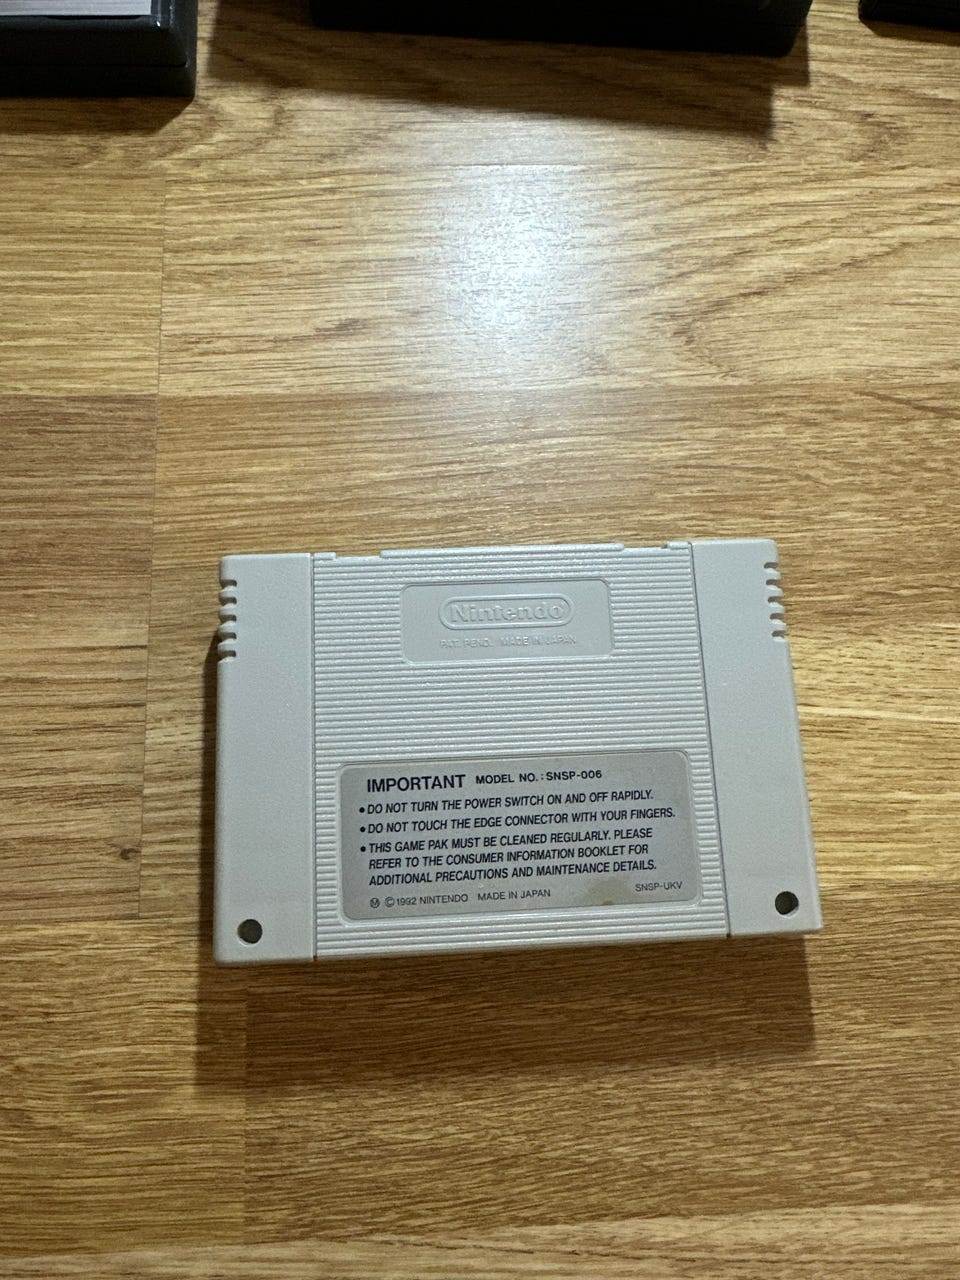 Nintendo
PAT. PEND. MADE IN JAPAN
IMPORTANT MODEL NO.: SNSP-006
• DO NOT TURN THE POWER SWITCH ON AND OFF RAPIDLY.
• DO NOT TOUCH THE EDGE CONNECTOR WITH YOUR FINGERS.
• THIS GAME PAK MUST BE CLEANED REGULARLY. PLEASE
REFER TO THE CONSUMER INFORMATION BOOKLET FOR
ADDITIONAL PRECAUTIONS AND MAINTENANCE DETAILS.
Ⓜ ©1992 NINTENDO MADE IN JAPAN SNSP-UKV